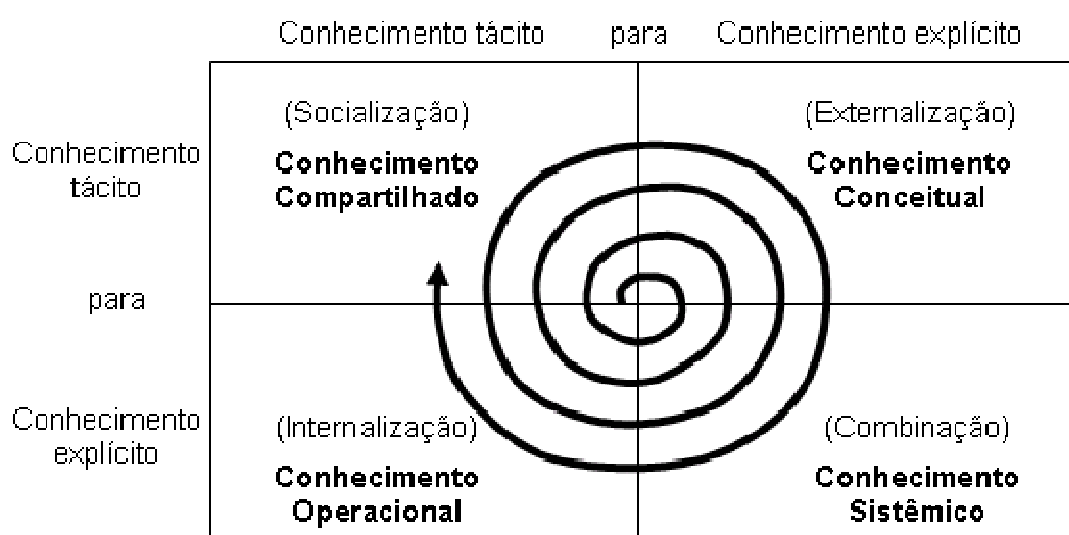 Conhecimento tácito para Conhecimento explícito
(Socialização)
Conhecimento
Compartilhado
(Externalização)
Conhecimento
Conceitual
Conhecimento
tácito
para
Conhecimento
explícito
(Internalização)
Conhecimento
Operacional
(Combinação)
Conhecimento
Sistêmico